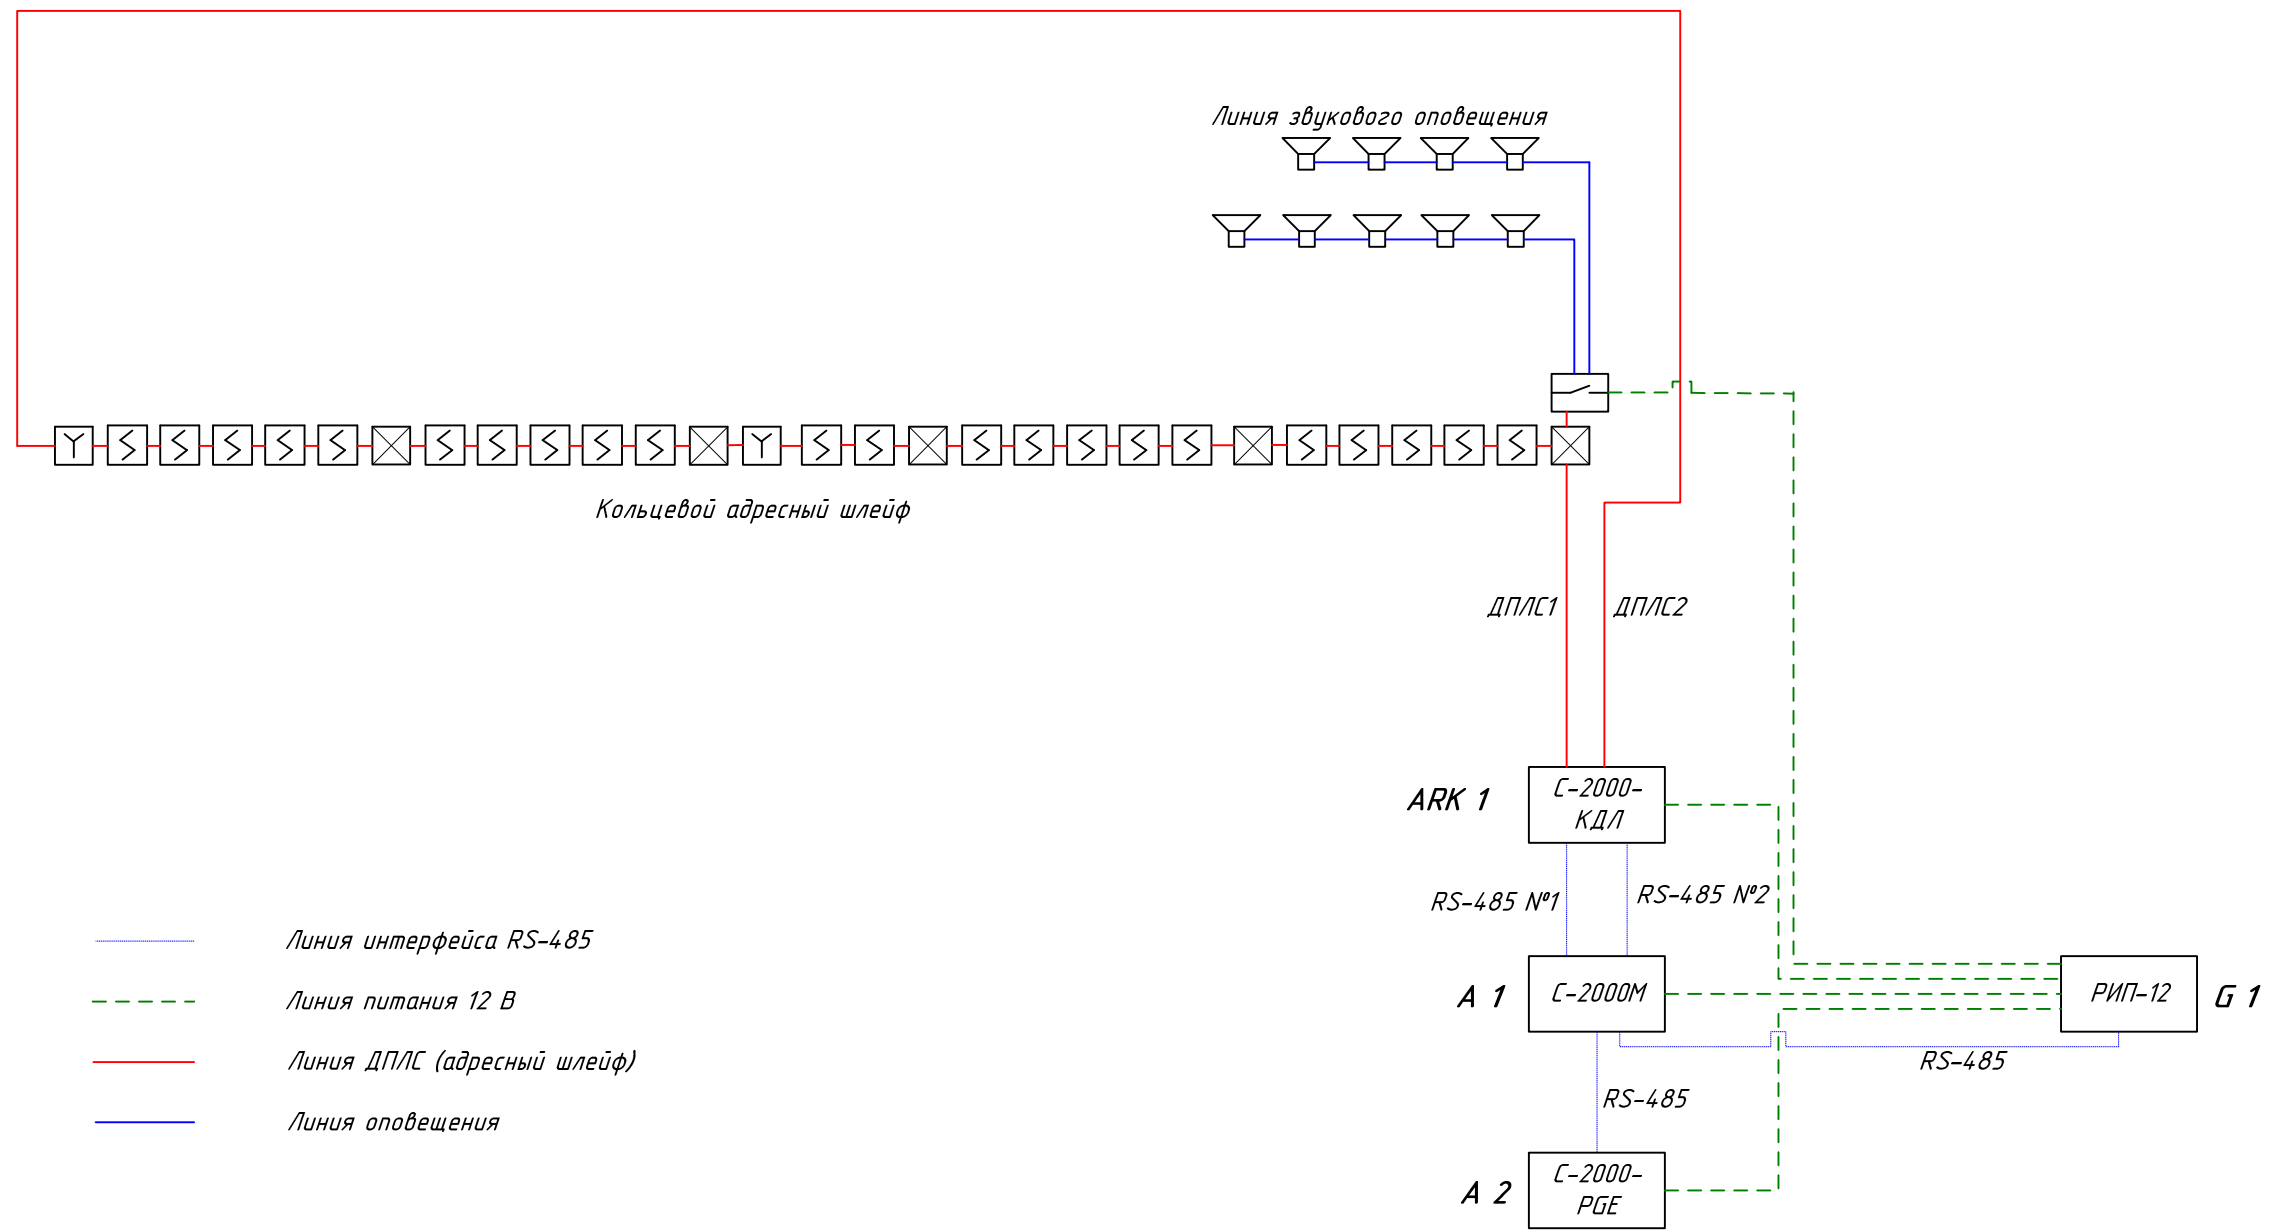 Линия звукового оповещения
Кольцевой адресный шлейф
ДПЛС1
ДПЛС2
ARK 1
С-2000-
КДЛ
RS-485 №1
RS-485 №2
A 1
С-2000М
РИП-12
G 1
RS-485
RS-485
A 2
С-2000-
PGE
Линия интерфейса RS-485
Линия питания 12 В
Линия ДПЛС (адресный шлейф)
Линия оповещения